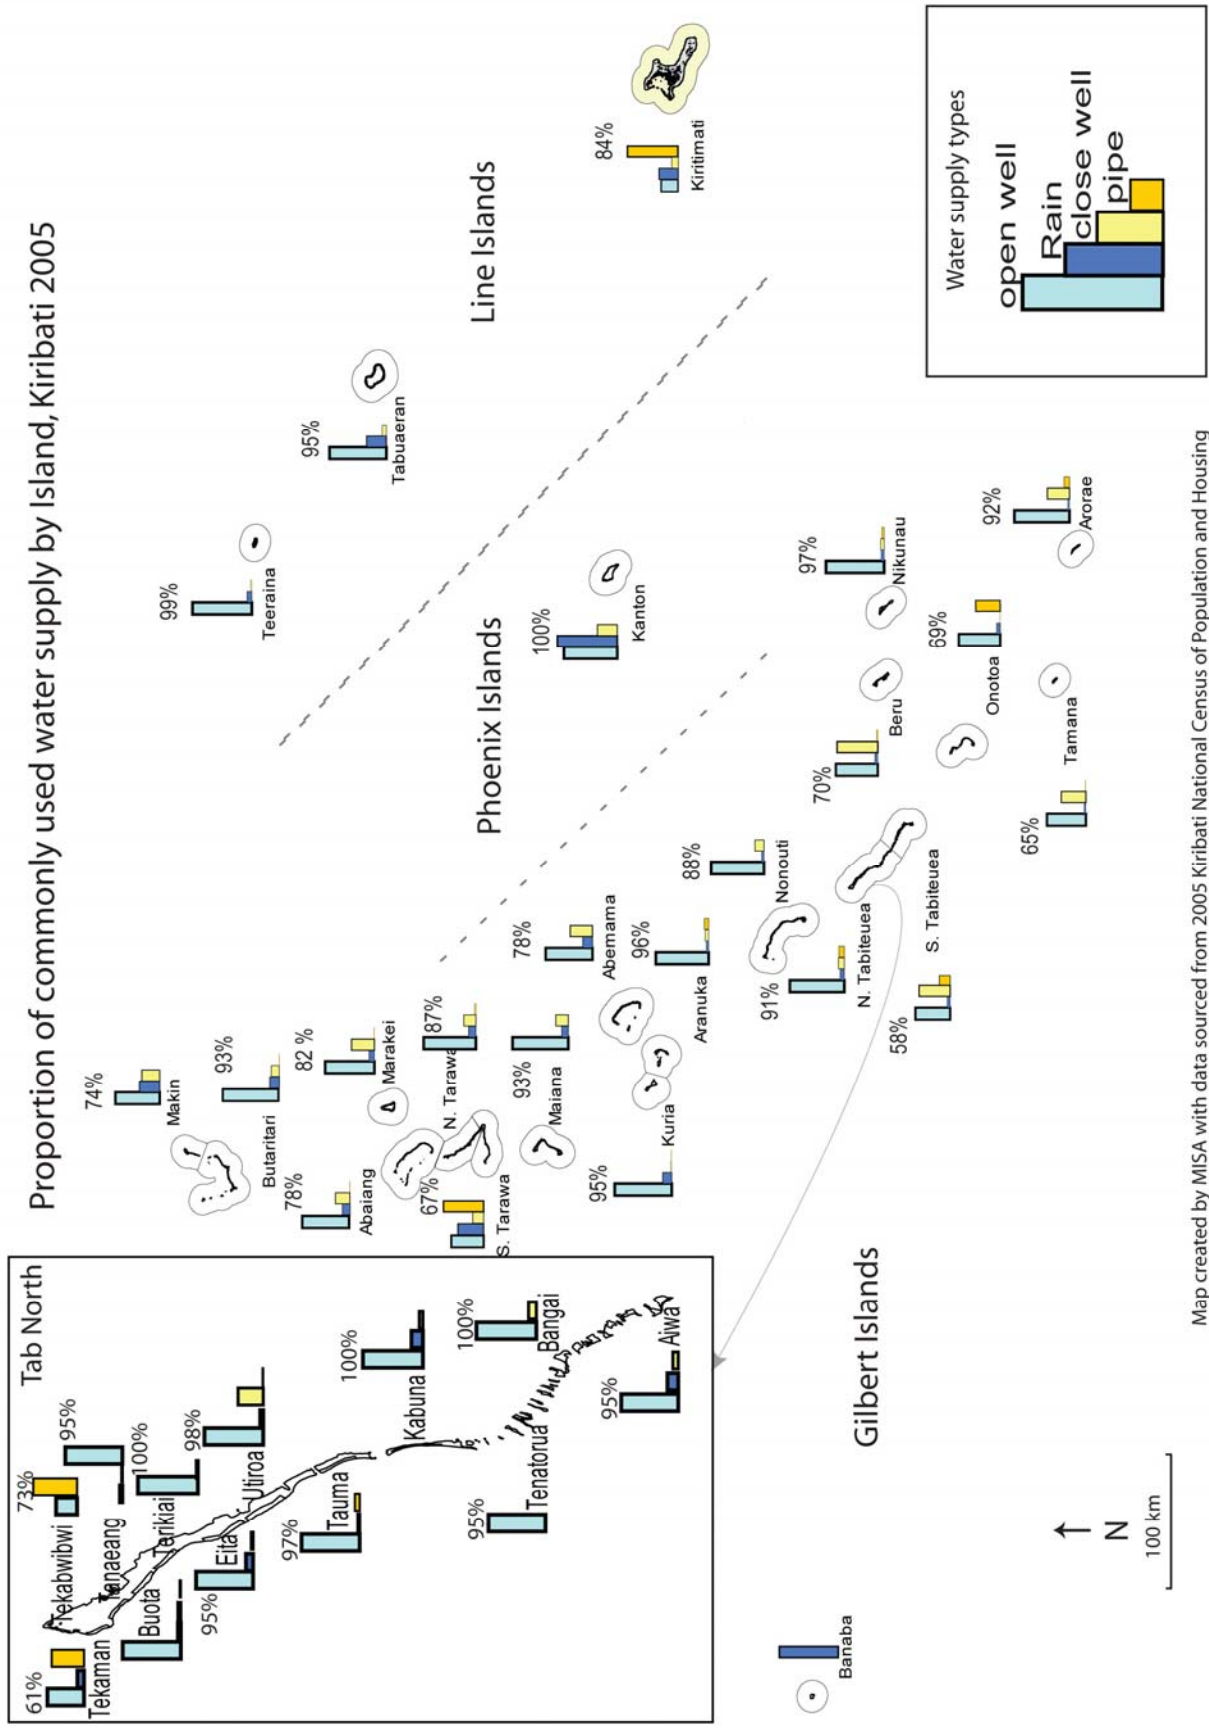 Proportion of commonly used water supply by Island, Kiribati 2005
Tab North
61%
Tekaman
73%
Tekabwibwi
95%
Tanaeang
Buota
100%
Terikiai
95%
Eita
98%
Utiroa
97%
Tauma
100%
Kabuna
95%
Tenatorua
100%
Bangai
95%
Aiwa
74%
Makin
93%
Butaritari
82 %
Marakei
78%
Abaiang
87%
N. Tarawa
67%
S. Tarawa
93%
Maiana
78%
Abemama
95%
Kuria
96%
Aranuka
88%
Nonouti
91%
N. Tabiteuea
58%
S. Tabiteuea
70%
Beru
97%
Nikunau
69%
Onotoa
65%
Tamana
92%
Arorae
Banaba
Gilbert Islands
Phoenix Islands
100%
Kanton
Line Islands
99%
Teeraina
95%
Tabuaeran
84%
Kiritimati
N
100 km
Water supply types
open well
Rain
close well
pipe
Map created by MISA with data sourced from 2005 Kiribati National Census of Population and Housing